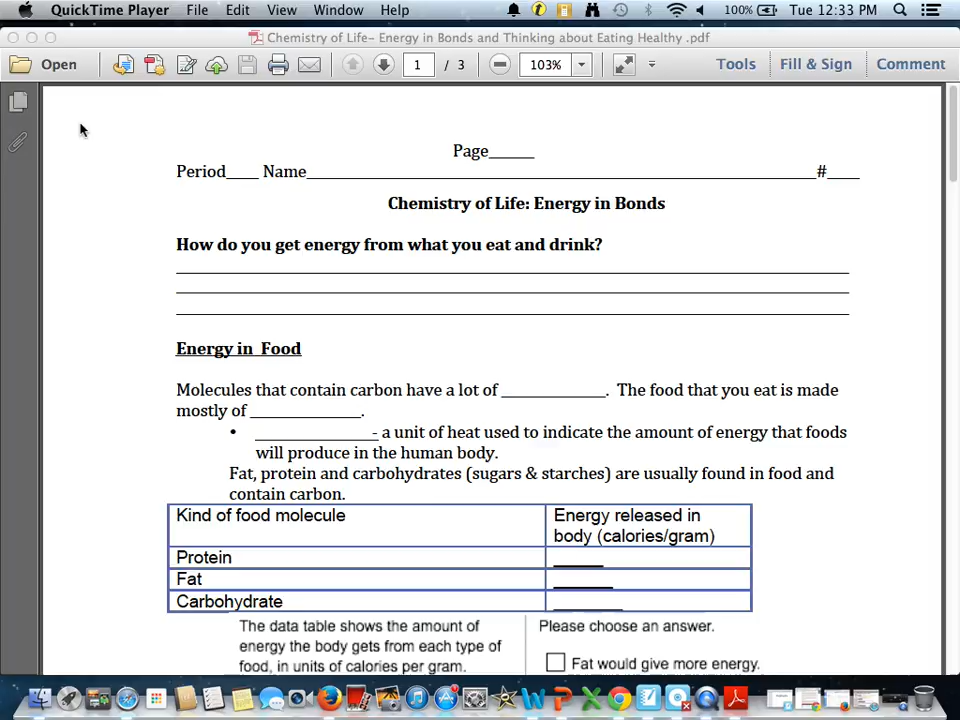 QuickTime Player File Edit View Window Help 100% Tue 12:33 PM
Chemistry of Life- Energy in Bonds and Thinking about Eating Healthy .pdf
Open 1 / 3 103% Tools Fill & Sign Comment
Page______
Period____ Name____________________________________________#____
Chemistry of Life: Energy in Bonds
How do you get energy from what you eat and drink?
Energy in Food
Molecules that contain carbon have a lot of ____________. The food that you eat is made
mostly of _____________.
• ______________- a unit of heat used to indicate the amount of energy that foods
will produce in the human body.
Fat, protein and carbohydrates (sugars & starches) are usually found in food and
contain carbon.
Kind of food molecule Energy released in
body (calories/gram)
Protein ______
Fat _______
Carbohydrate ________
The data table shows the amount of
energy the body gets from each type of
food, in units of calories per gram.
Please choose an answer.
Fat would give more energy.